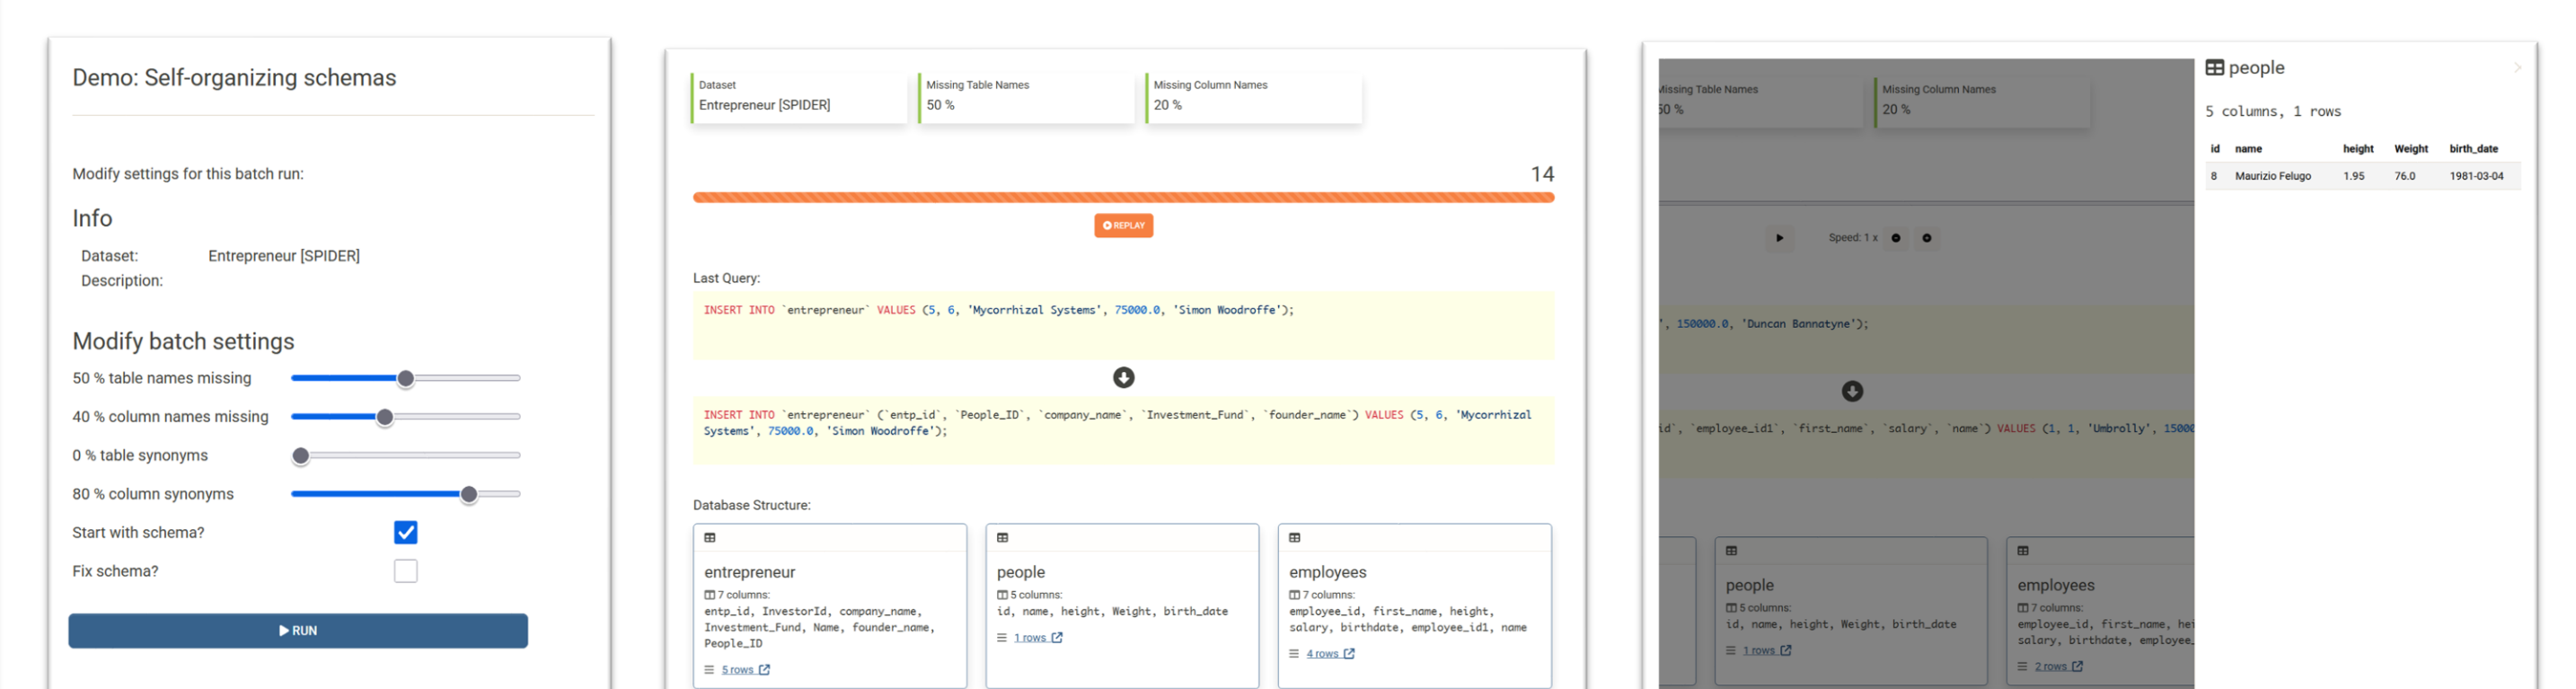 Demo: Self-organizing schemas
Modify settings for this batch run:
Info
Dataset: Entrepreneur [SPIDER]
Description:
Modify batch settings
50 % table names missing
40 % column names missing
0 % table synonyms
80 % column synonyms
Start with schema?
Fix schema?
RUN
Dataset
Entrepreneur [SPIDER]
Missing Table Names
50 %
Missing Column Names
20 %
14
REPLAY
Last Query:
INSERT INTO `entrepreneur` VALUES (5, 6, 'Mycorrhizal Systems', 75000.0, 'Simon Woodroffe');
INSERT INTO `entrepreneur` (`entp_id`, `People_ID`, `company_name`, `Investment_Fund`, `founder_name`) VALUES (5, 6, 'Mycorrhizal
Systems', 75000.0, 'Simon Woodroffe');
Database Structure:
entrepreneur
7 columns:
entp_id, InvestorId, company_name,
Investment_Fund, Name, founder_name,
People_ID
5 rows
people
5 columns:
id, name, height, Weight, birth_date
1 rows
employees
7 columns:
employee_id, first_name, height,
salary, birthdate, employee_id1, name
4 rows
Missing Table Names
50 %
Missing Column Names
20 %
Speed: 1 x
', 150000.0, 'Duncan Bannatyne');
id`, `employee_id1`, `first_name`, `salary`, `name`) VALUES (1, 1, 'Umbrolly', 1500
people
5 columns:
id, name, height, Weight, birth_date
1 rows
employees
7 columns:
employee_id, first_name, hei
salary, birthdate, employee_
2 rows
people
5 columns, 1 rows
id name height Weight birth_date
8 Maurizio Felugo 1.95 76.0 1981-03-04